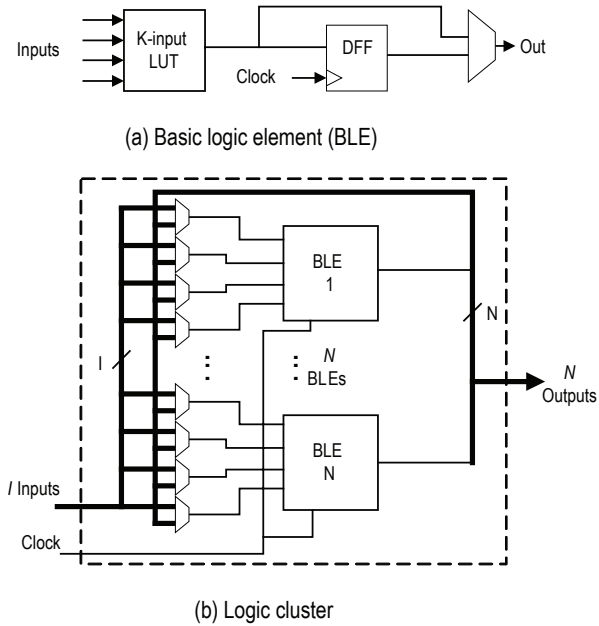 Inputs
K-input
LUT
DFF
Clock
Out
(a) Basic logic element (BLE)
BLE
1
I
N
N
BLEs
N
Outputs
BLE
N
I Inputs
Clock
(b) Logic cluster